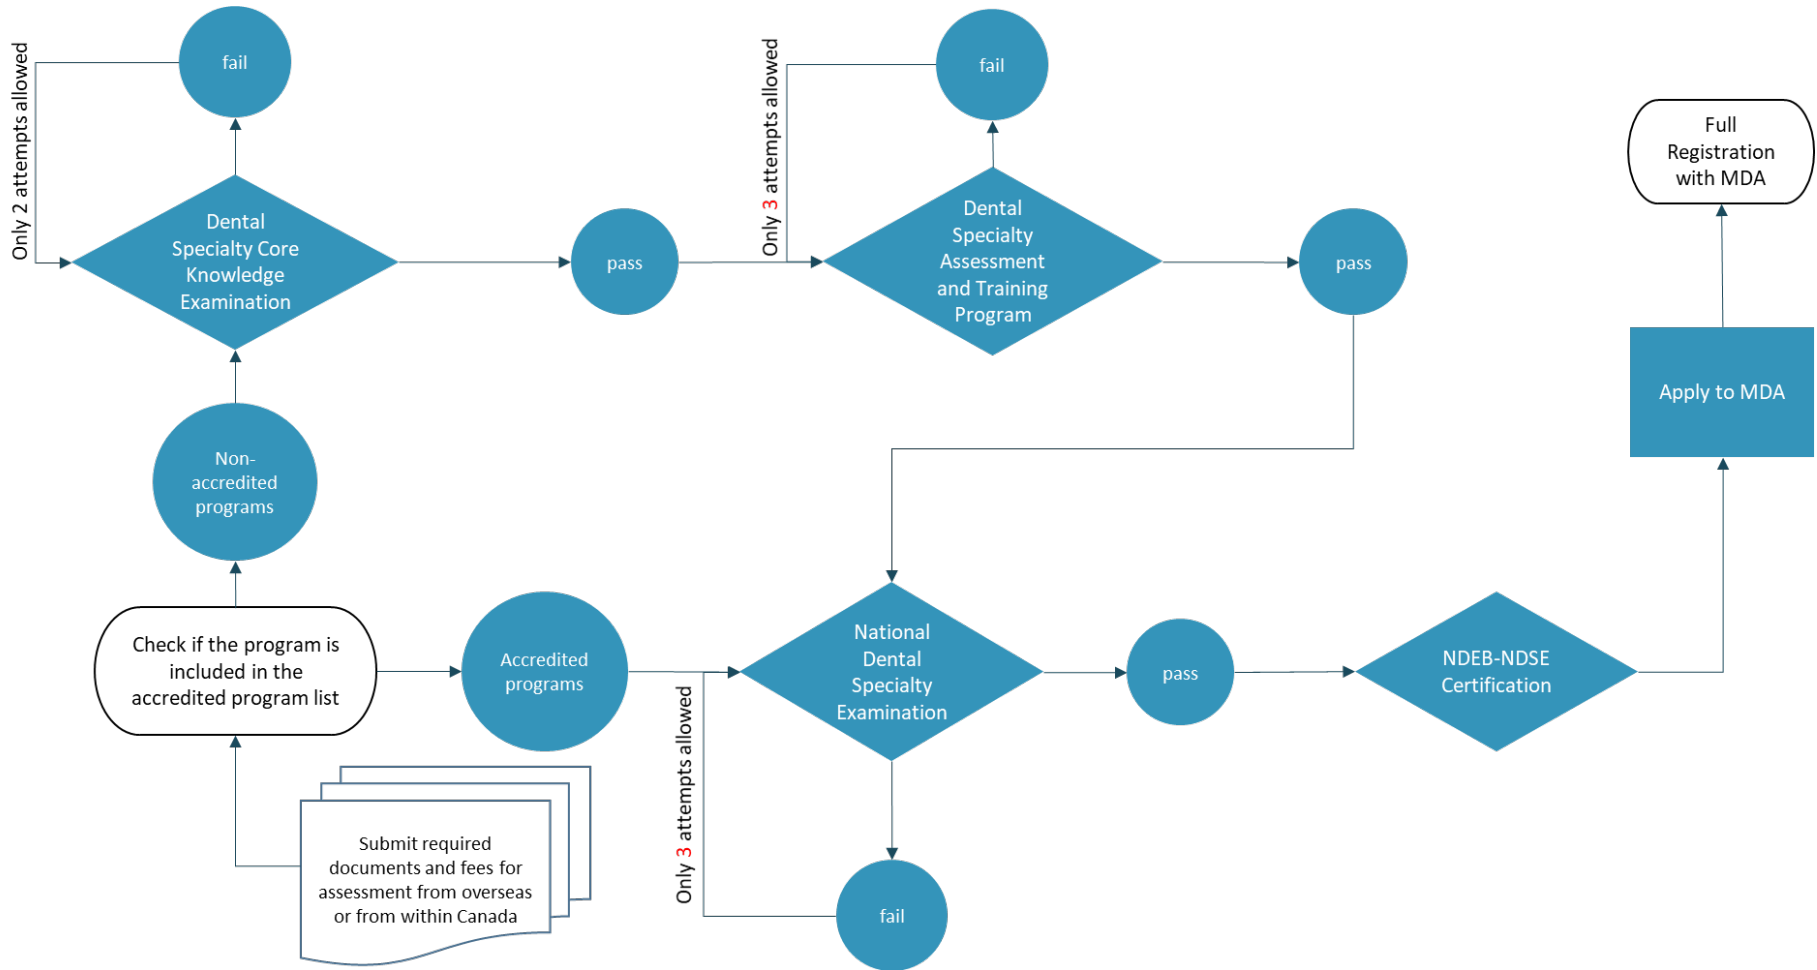 Only 2 attempts allowed
fail
Dental
Specialty Core
Knowledge
Examination
pass
Only 3 attempts allowed
fail
Dental
Specialty
Assessment
and Training
Program
pass
Full
Registration
with MDA
Apply to MDA
Non-
accredited
programs
Check if the program is
included in the
accredited program list
Accredited
programs
Only 3 attempts allowed
National
Dental
Specialty
Examination
pass
NDEB-NDSE
Certification
Submit required
documents and fees for
assessment from overseas
or from within Canada
fail